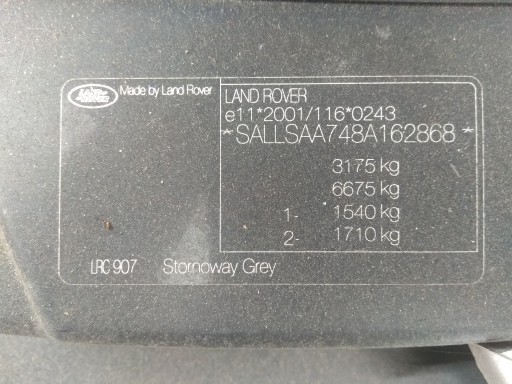 LAND ROVER
Made by Land Rover
LAND ROVER
e11*2001/116*0243
*SALLSAA748A162868*
3175 kg
6675 kg
1- 1540 kg
2- 1710 kg
LRC 907 Stornoway Grey